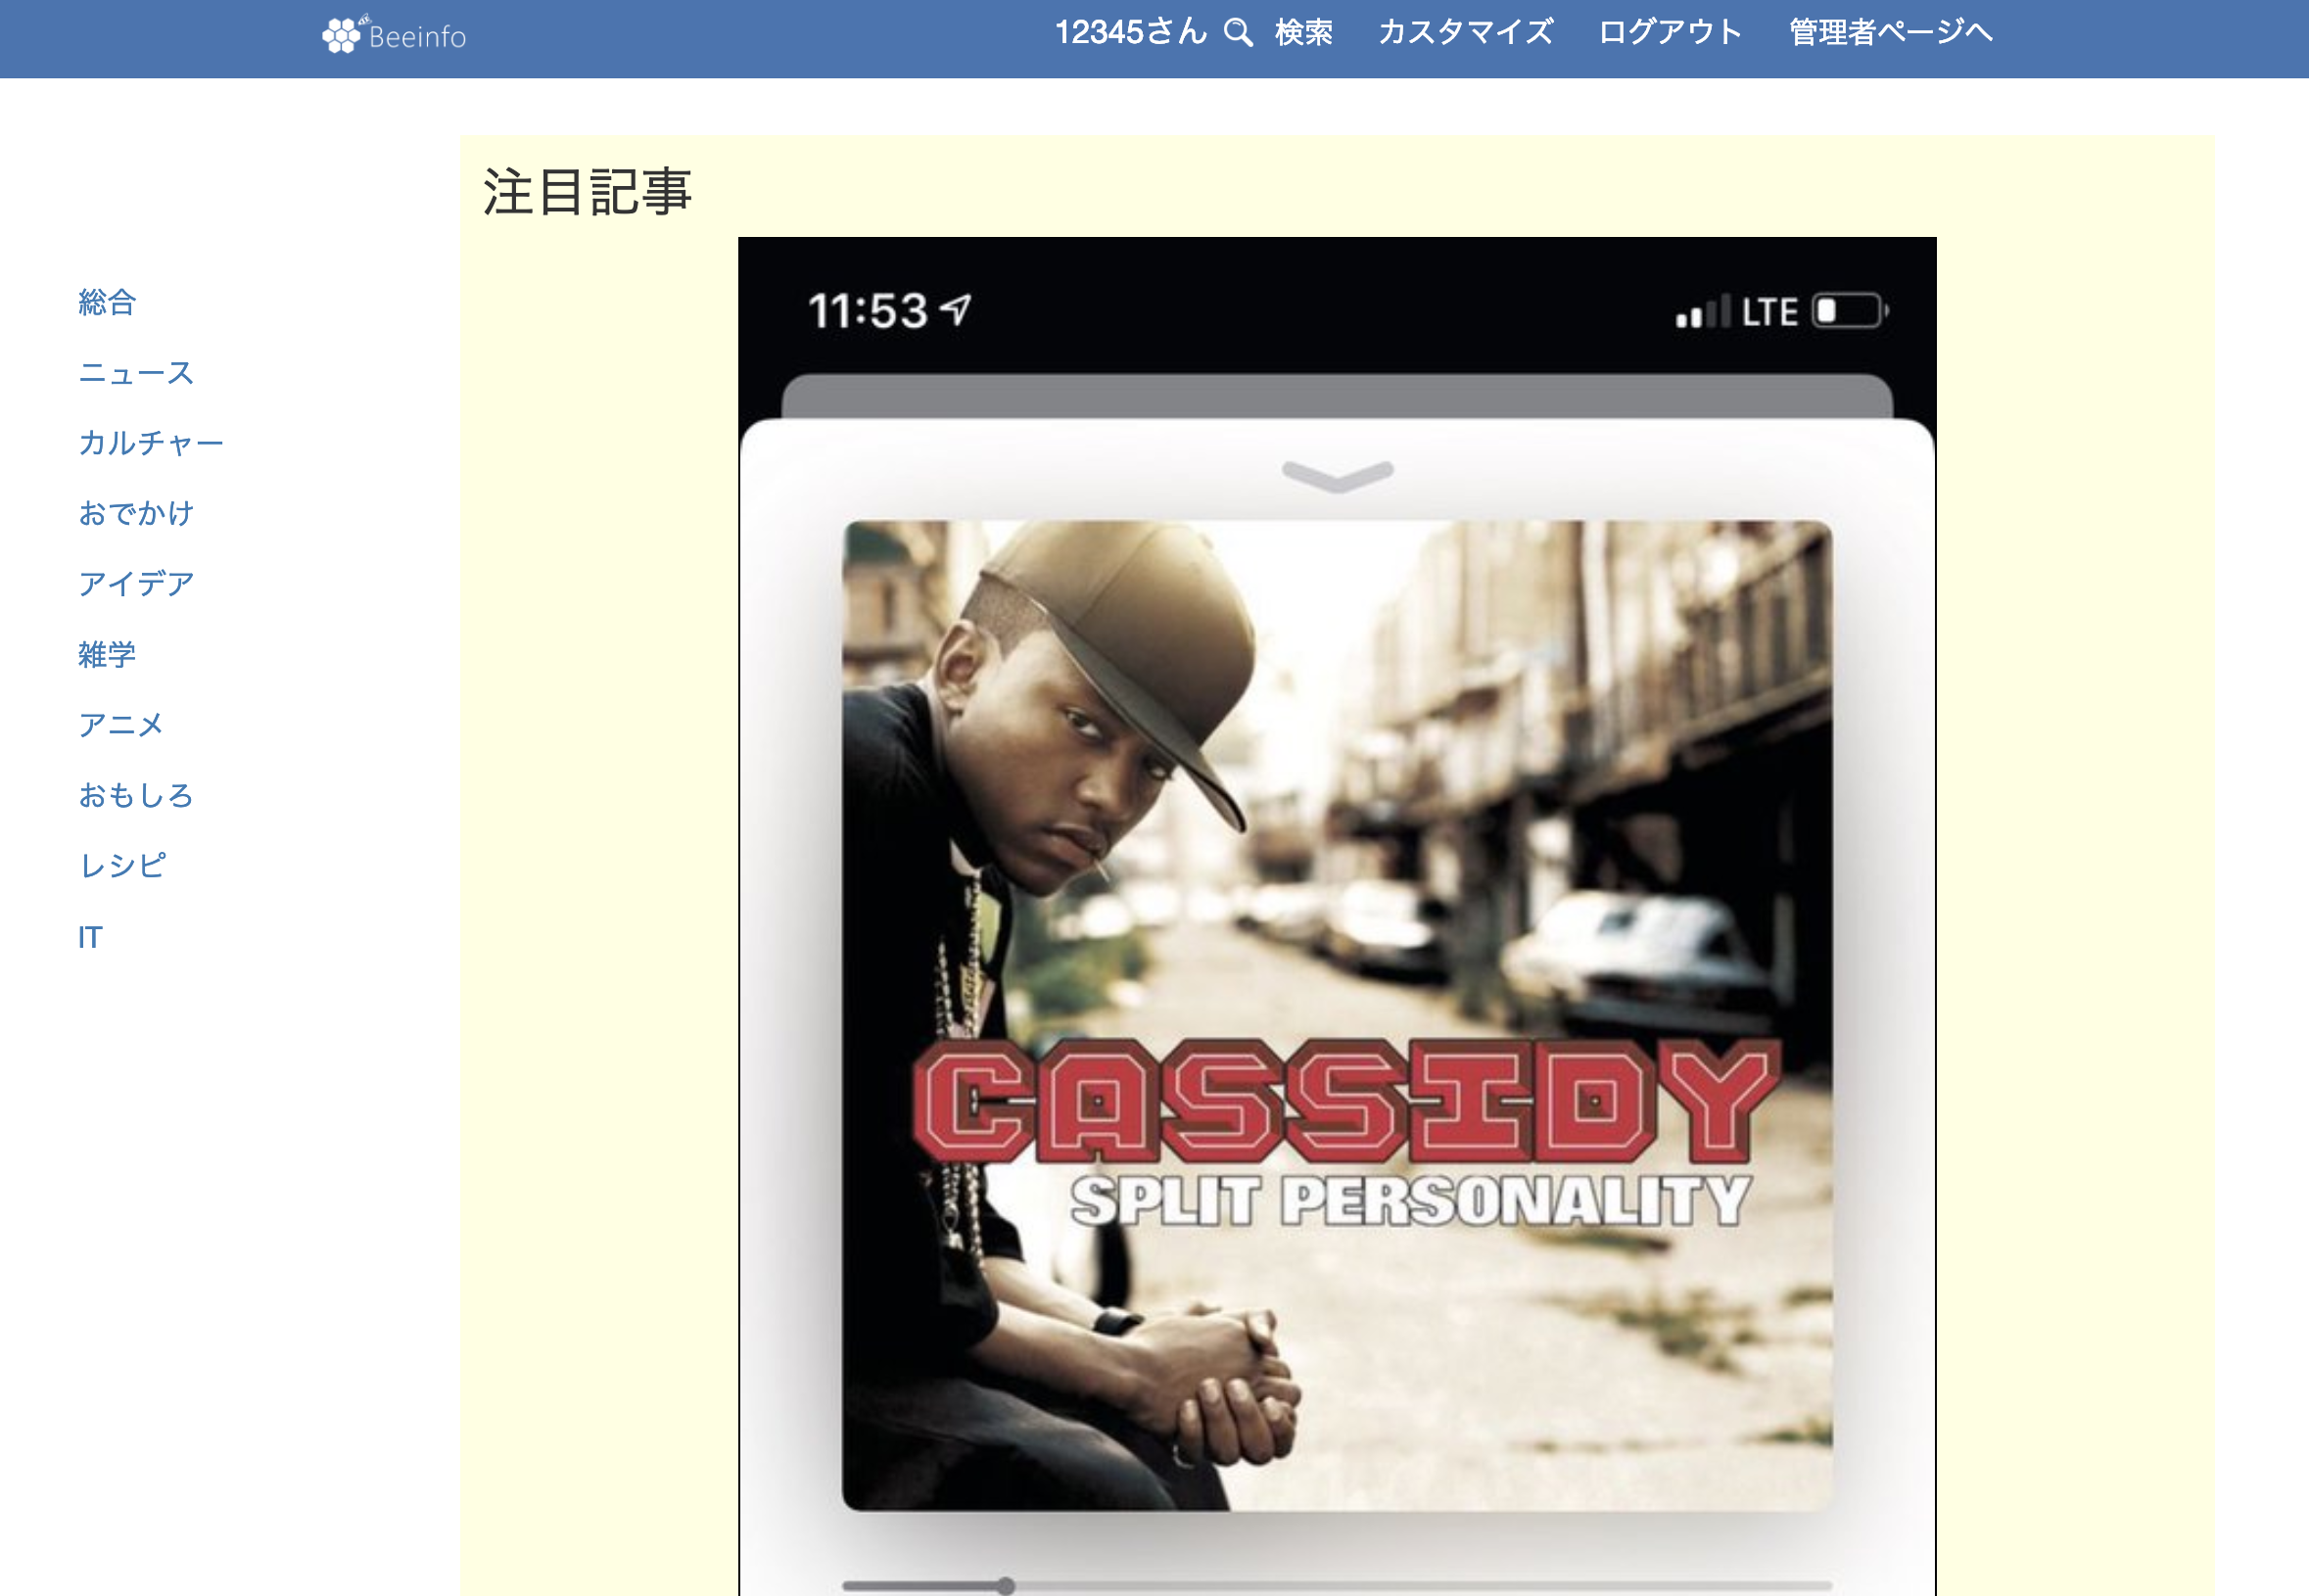 Beeinfo
12345さん 検索 カスタマイズ ログアウト 管理者ページへ
注目記事
総合
ニュース
カルチャー
おでかけ
アイデア
雑学
アニメ
おもしろ
レシピ
IT
11:53
LTE
CASSIDY
SPLIT PERSONALITY